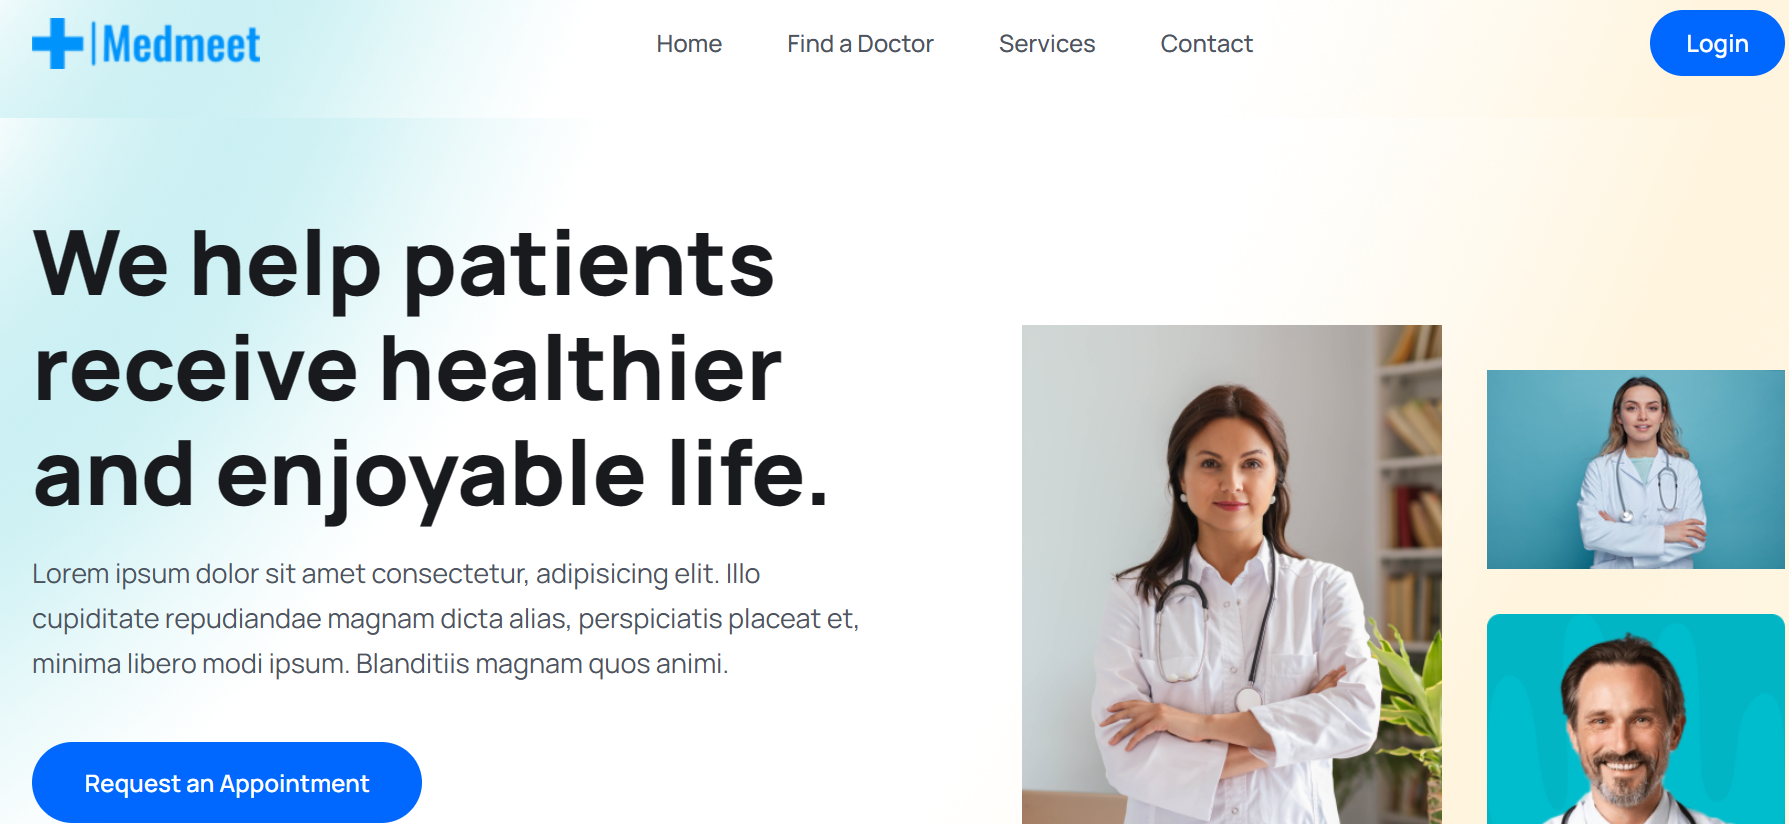 Medmeet
Home
Find a Doctor
Services
Contact
Login
We help patients
receive healthier
and enjoyable life.
Lorem ipsum dolor sit amet consectetur, adipisicing elit. Illo
cupiditate repudiandae magnam dicta alias, perspiciatis placeat et,
minima libero modi ipsum. Blanditiis magnam quos animi.
Request an Appointment